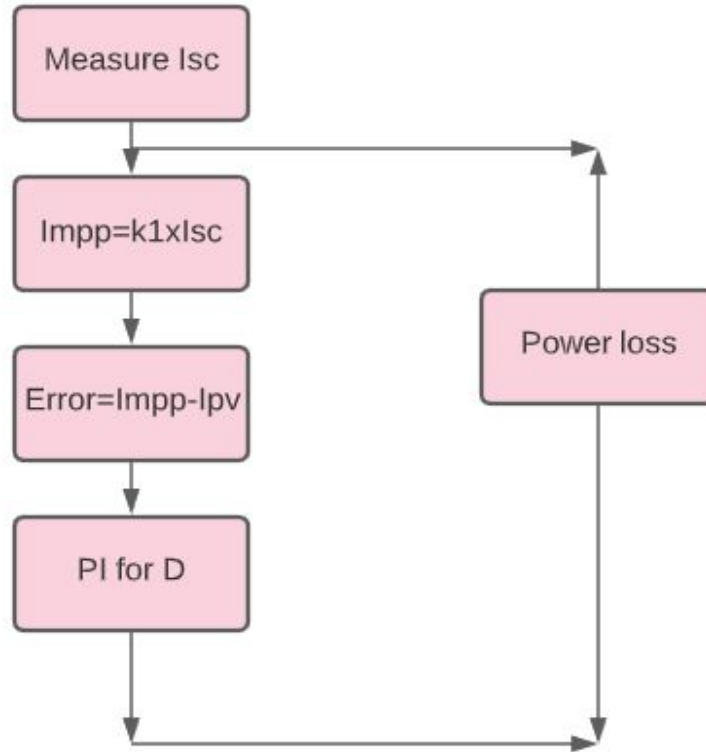 Measure Isc
Impp=k1xIsc
Error=Impp-Ipv
PI for D
Power loss